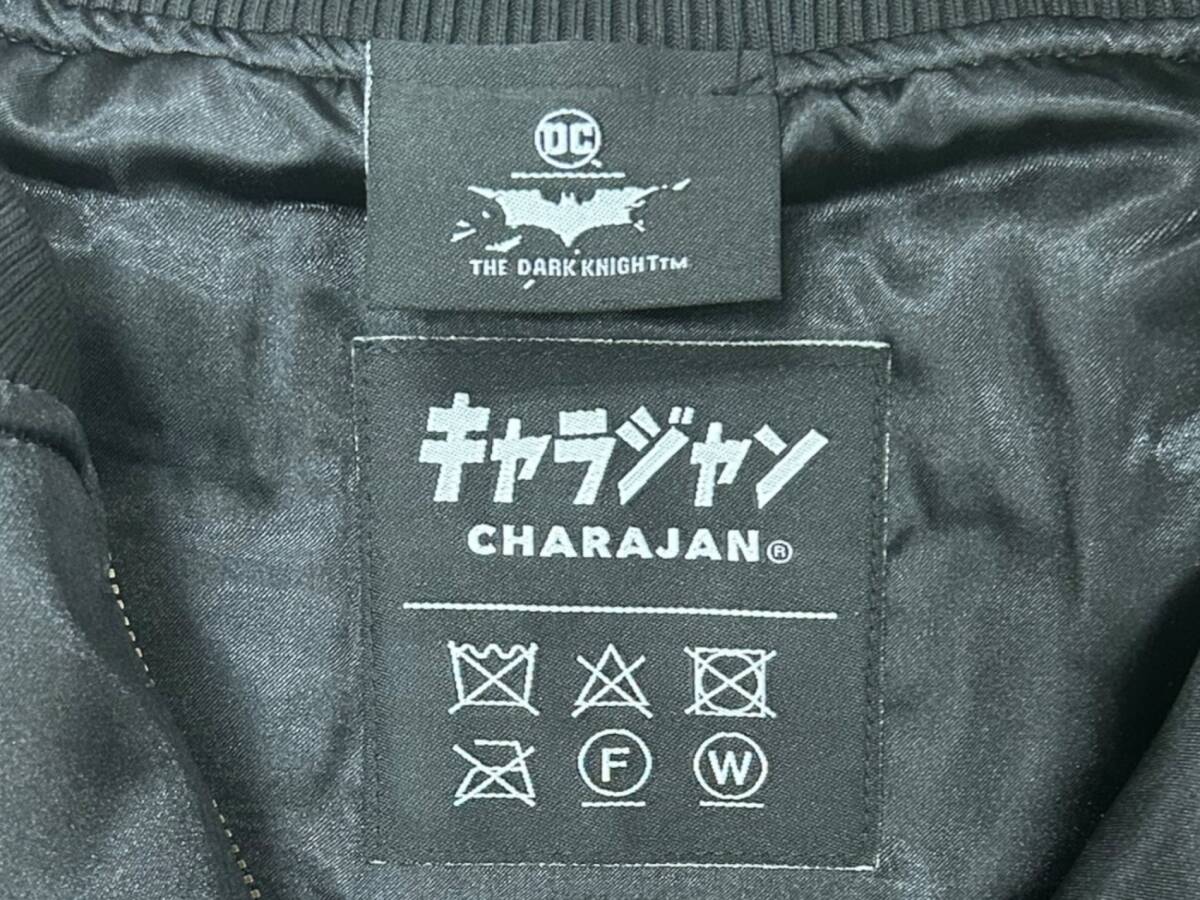 DC
THE DARK KNIGHT™
キャラジャン
CHARAJAN®
F W